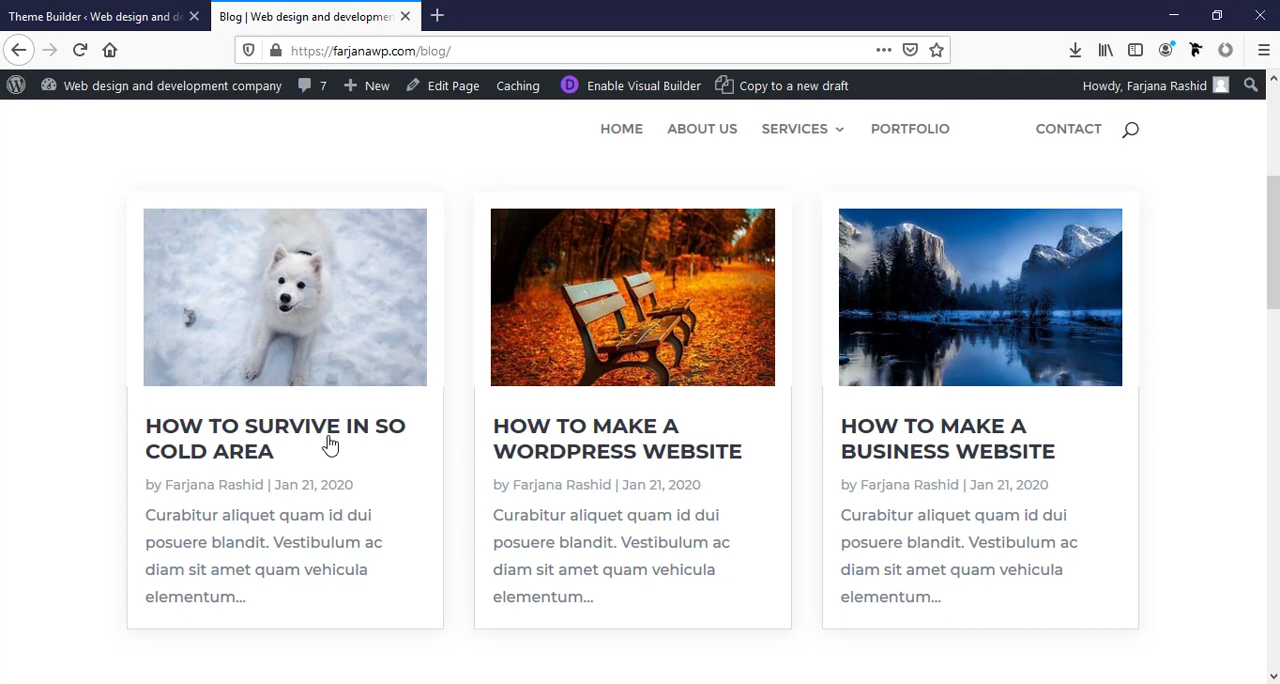 Theme Builder ‹ Web design and de
Blog | Web design and developmen
https://farjanawp.com/blog/
Web design and development company
7
New
Edit Page
Caching
D
Enable Visual Builder
Copy to a new draft
Howdy, Farjana Rashid
HOME
ABOUT US
SERVICES
PORTFOLIO
CONTACT
HOW TO SURVIVE IN SO
COLD AREA
by Farjana Rashid | Jan 21, 2020
Curabitur aliquet quam id dui
posuere blandit. Vestibulum ac
diam sit amet quam vehicula
elementum...
HOW TO MAKE A
WORDPRESS WEBSITE
by Farjana Rashid | Jan 21, 2020
Curabitur aliquet quam id dui
posuere blandit. Vestibulum ac
diam sit amet quam vehicula
elementum...
HOW TO MAKE A
BUSINESS WEBSITE
by Farjana Rashid | Jan 21, 2020
Curabitur aliquet quam id dui
posuere blandit. Vestibulum ac
diam sit amet quam vehicula
elementum...